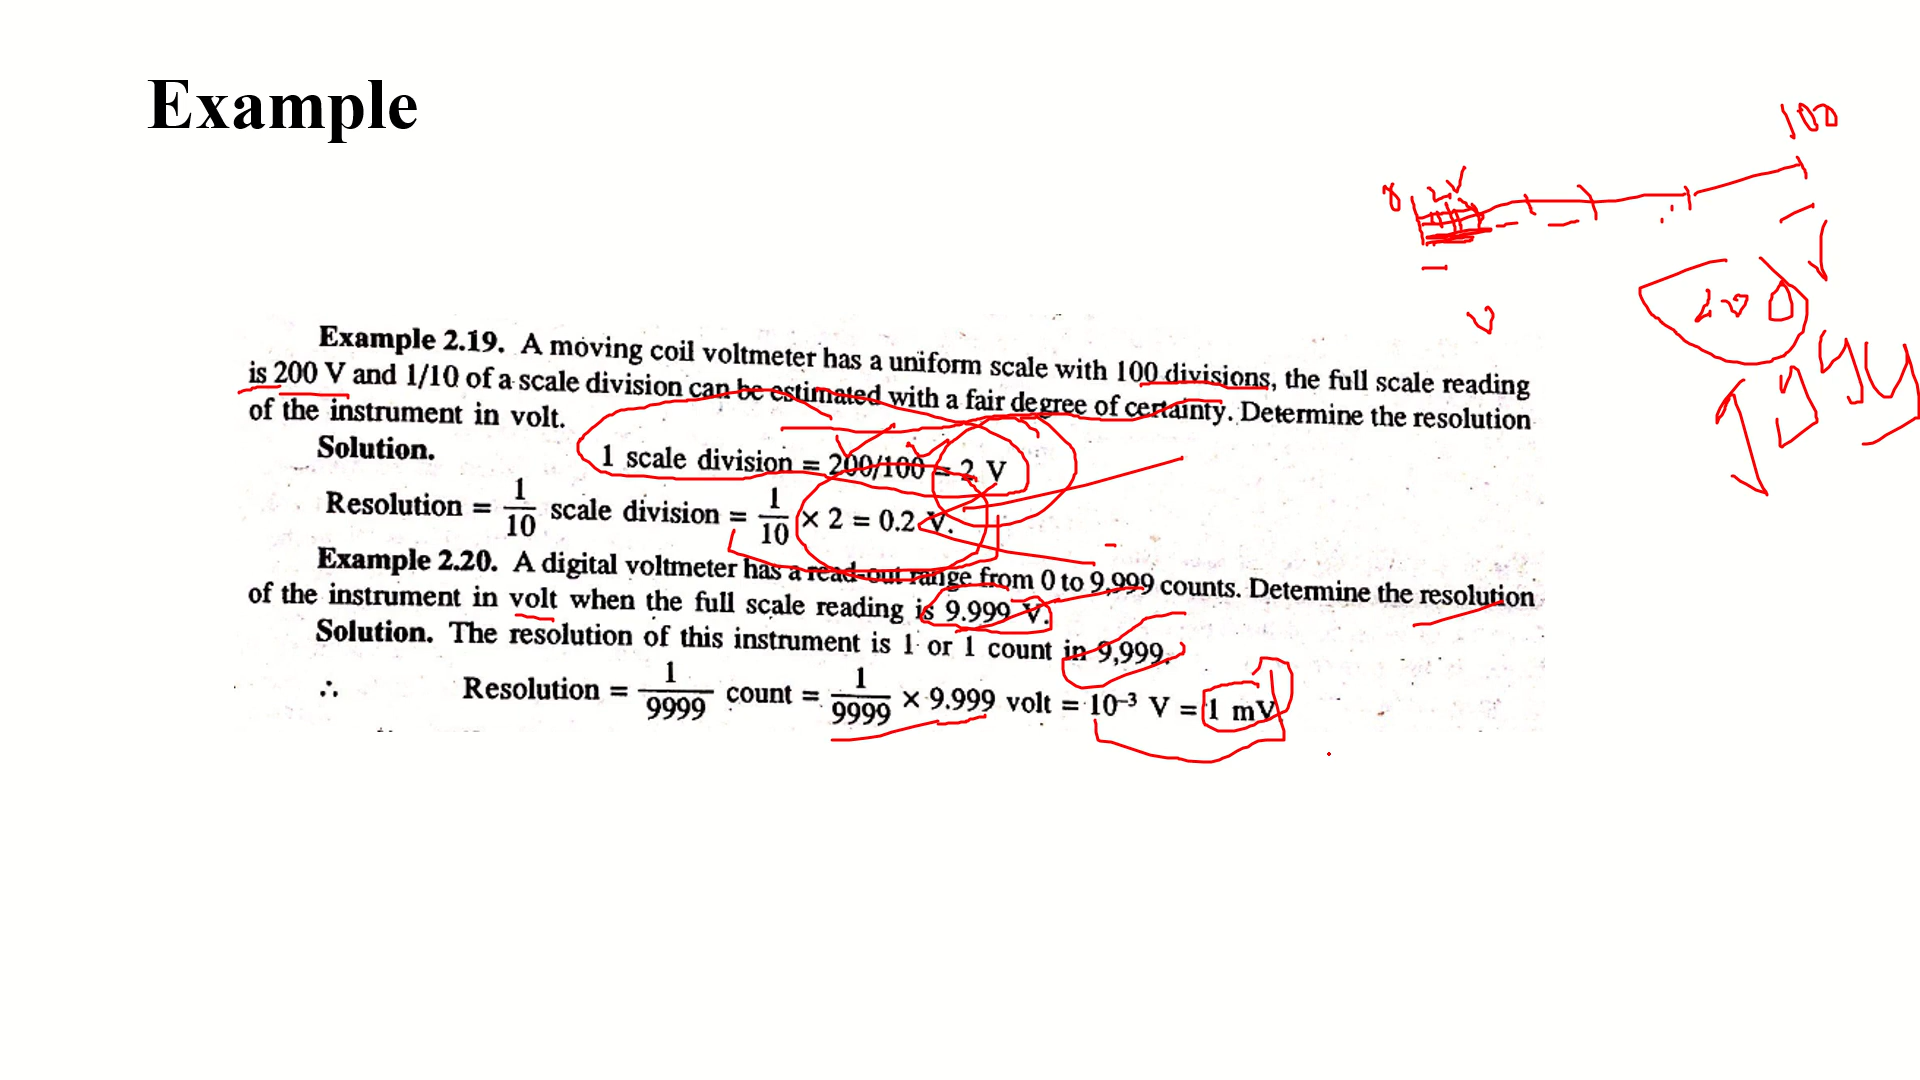 Example
100
2V
200
Example 2.19. A moving coil voltmeter has a uniform scale with 100 divisions, the full scale reading
is 200 V and 1/10 of a scale division can be estimated with a fair degree of certainty. Determine the resolution
of the instrument in volt.
Solution.
1 scale division = 200/100 = 2 V
Resolution = 1/10 scale division = 1/10 × 2 = 0.2 V.
Example 2.20. A digital voltmeter has a read-out range from 0 to 9,999 counts. Determine the resolution
of the instrument in volt when the full scale reading is 9.999 V.
Solution. The resolution of this instrument is 1 or 1 count in 9,999.
∴ Resolution = 1/9999 count = 1/9999 × 9.999 volt = 10⁻³ V = 1 mV